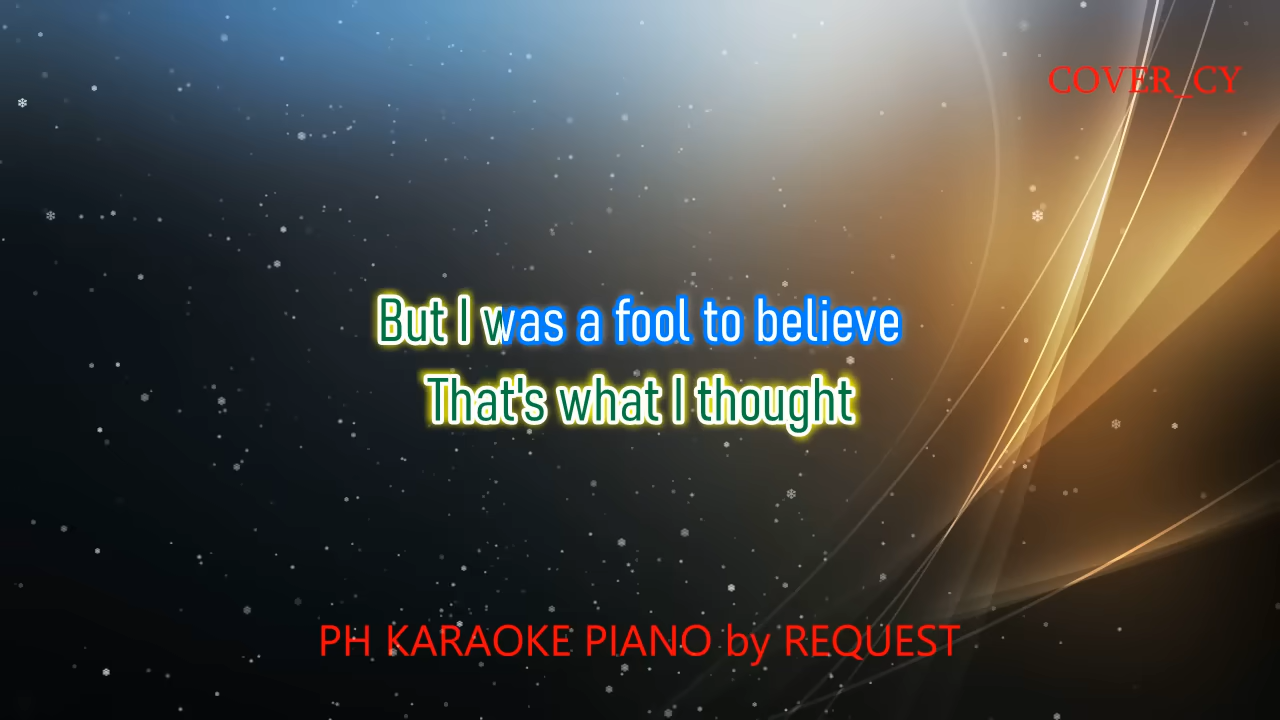 COVER_CY
But I was a fool to believe
That's what I thought
PH KARAOKE PIANO by REQUEST